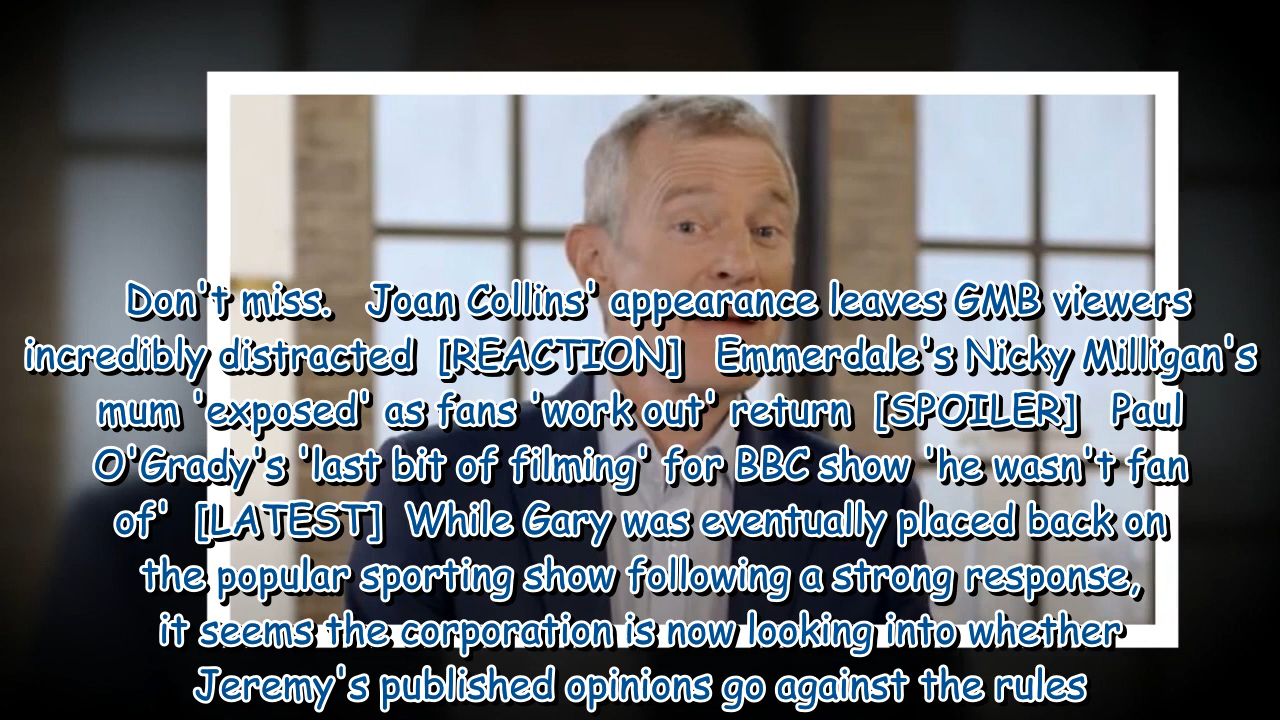 Don't miss.   Joan Collins' appearance leaves GMB viewers
incredibly distracted  [REACTION]   Emmerdale's Nicky Milligan's
mum 'exposed' as fans 'work out' return  [SPOILER]   Paul
O'Grady's 'last bit of filming' for BBC show 'he wasn't fan
of'  [LATEST]  While Gary was eventually placed back on
the popular sporting show following a strong response,
it seems the corporation is now looking into whether
Jeremy's published opinions go against the rules